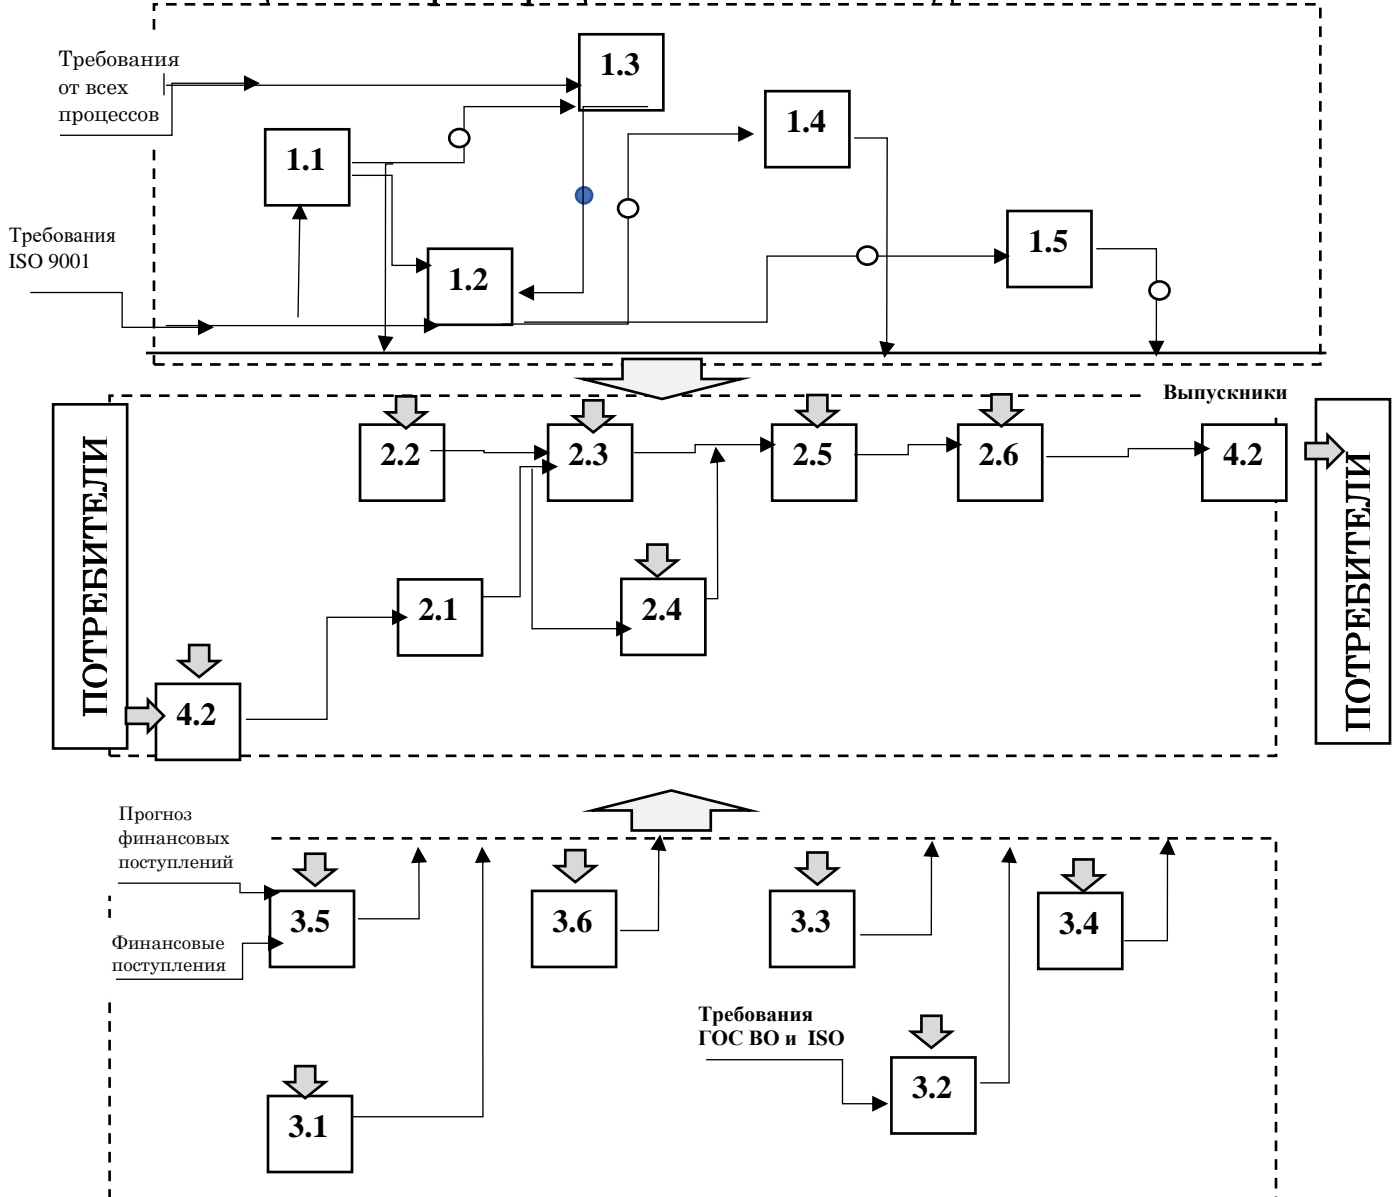 Требования
от всех
процессов
1.3
1.4
1.1
Требования
ISO 9001
1.5
1.2
Выпускники
ПОТРЕБИТЕЛИ
2.2
2.3
2.5
2.6
4.2
ПОТРЕБИТЕЛИ
2.1
2.4
4.2
Прогноз
финансовых
поступлений
3.5
3.6
3.3
3.4
Финансовые
поступления
Требования
ГОС ВО и ISO
3.2
3.1